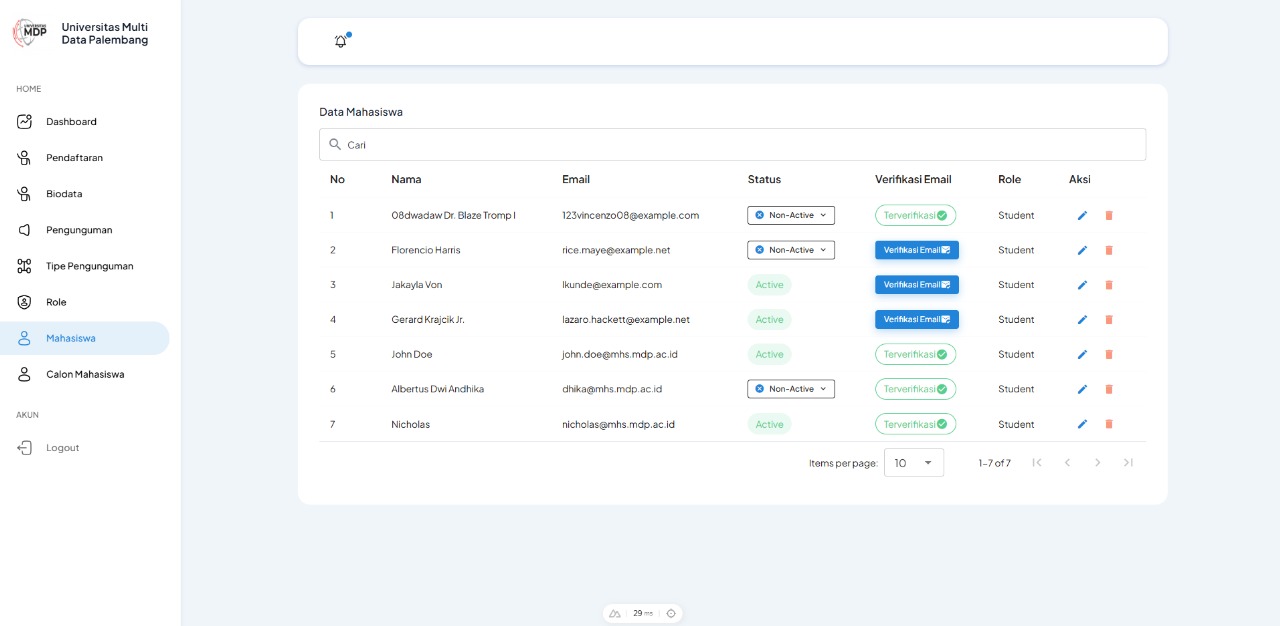 UNIVERSITAS
MDP
Universitas Multi
Data Palembang
HOME
Dashboard
Pendaftaran
Biodata
Pengunguman
Tipe Pengunguman
Role
Mahasiswa
Calon Mahasiswa
AKUN
Logout
Data Mahasiswa
Cari
No Nama Email Status Verifikasi Email Role Aksi
1 08dwadaw Dr. Blaze Tromp I 123vincenzo08@example.com Non-Active Terverifikasi Student
2 Florencio Harris rice.maye@example.net Non-Active Verifikasi Email Student
3 Jakayla Von lkunde@example.com Active Verifikasi Email Student
4 Gerard Krajcik Jr. lazaro.hackett@example.net Active Verifikasi Email Student
5 John Doe john.doe@mhs.mdp.ac.id Active Terverifikasi Student
6 Albertus Dwi Andhika dhika@mhs.mdp.ac.id Non-Active Terverifikasi Student
7 Nicholas nicholas@mhs.mdp.ac.id Active Terverifikasi Student
Items per page: 10 1-7 of 7
29 ms